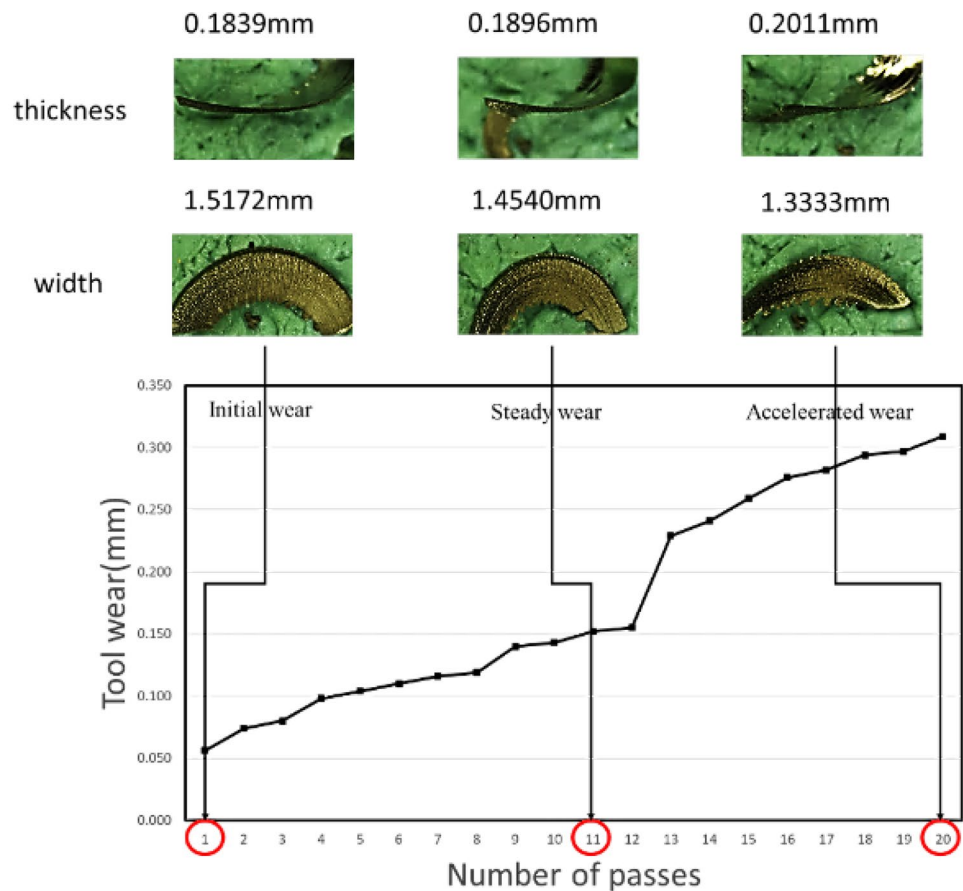 0.1839mm 0.1896mm 0.2011mm
thickness
1.5172mm 1.4540mm 1.3333mm
width
0.350
Initial wear Steady wear Acceleerated wear
0.300
0.250
0.200
0.150
0.100
0.050
0.000
Tool wear(mm)
1 2 3 4 5 6 7 8 9 10 11 12 13 14 15 16 17 18 19 20
Number of passes